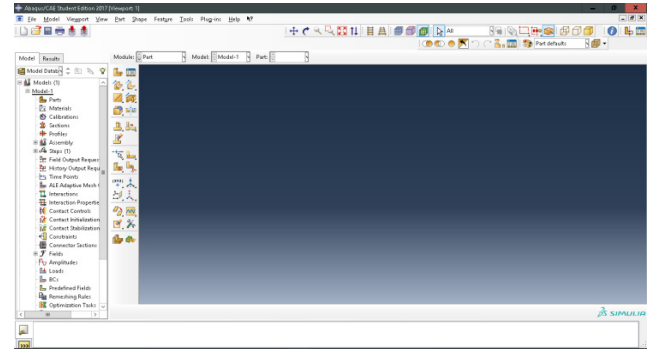 Abaqus/CAE Student Edition 2017 [Viewport: 1]
File Model Viewport View Part Shape Feature Tools Plug-ins Help
All
Part defaults
Model Results
Module: Part Model: Model-1 Part:
Model Databa
Models (1)
Model-1
Parts
Materials
Calibrations
Sections
Profiles
Assembly
Steps (1)
Field Output Reques
History Output Requ
Time Points
ALE Adaptive Mesh
Interactions
Interaction Propertie
Contact Controls
Contact Initialization
Contact Stabilization
Constraints
Connector Sections
Fields
Amplitudes
Loads
BCs
Predefined Fields
Remeshing Rules
Optimization Tasks
SIMULIA